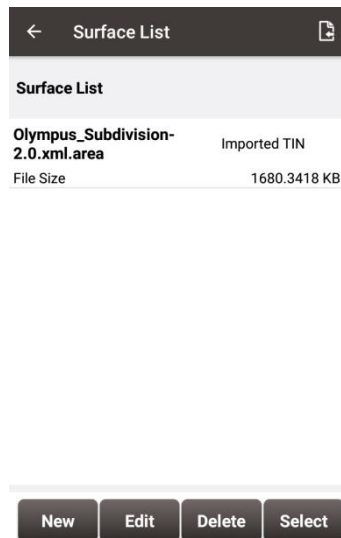 Surface List
Surface List
Olympus_Subdivision-
2.0.xml.area
Imported TIN
File Size
1680.3418 KB
New
Edit
Delete
Select